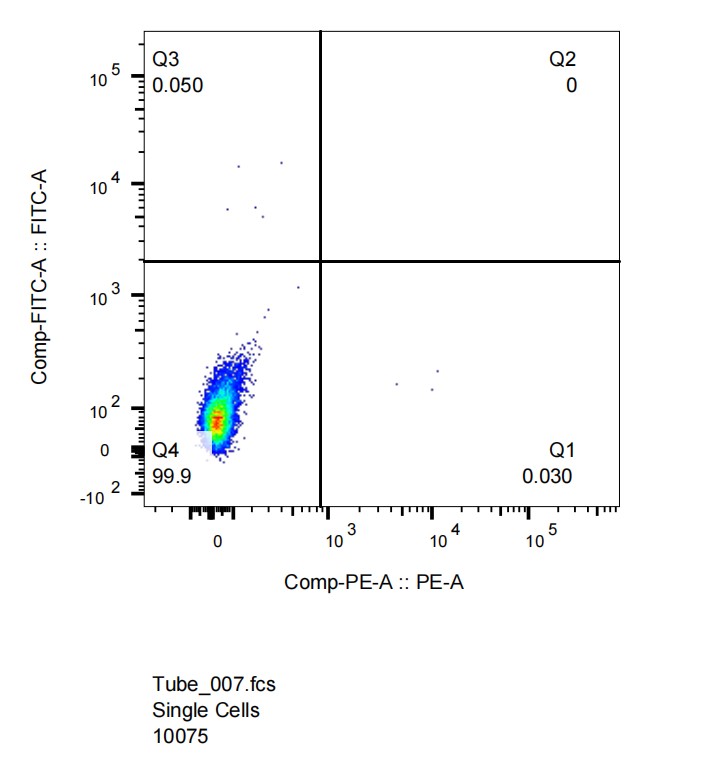 Q3
0.050
Q2
0
10 5
10 4
10 3
10 2
0
-10 2
Comp-FITC-A :: FITC-A
Q4
99.9
Q1
0.030
0
10 3
10 4
10 5
Comp-PE-A :: PE-A
Tube_007.fcs
Single Cells
10075